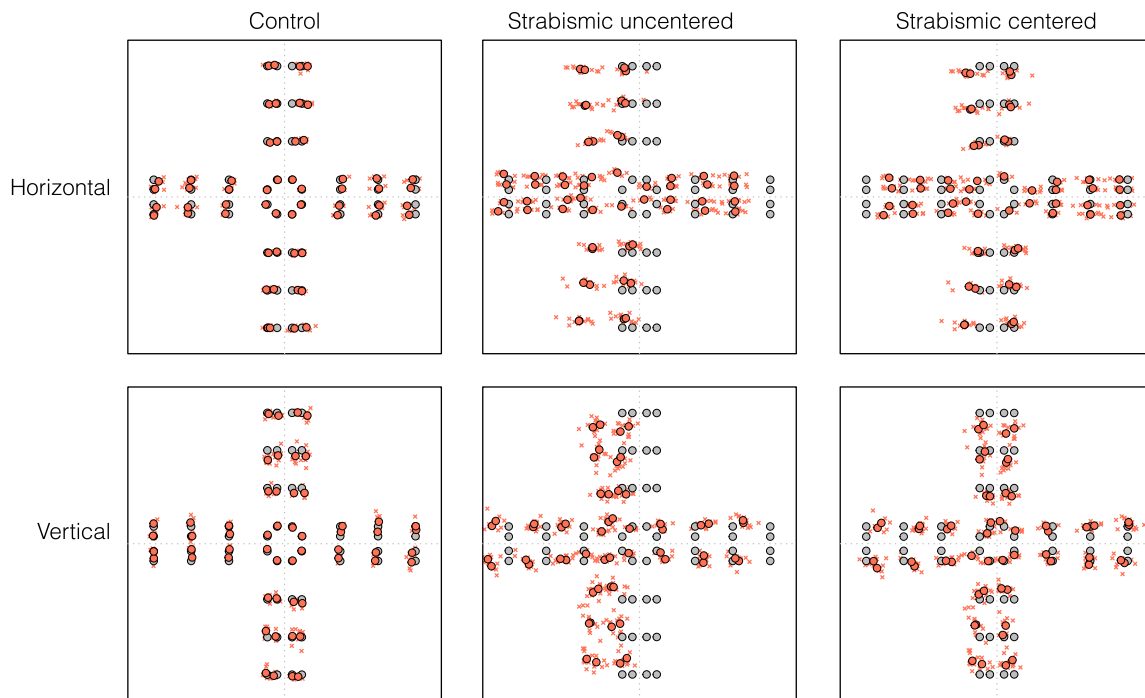 Control
Strabismic uncentered
Strabismic centered
Horizontal
Vertical